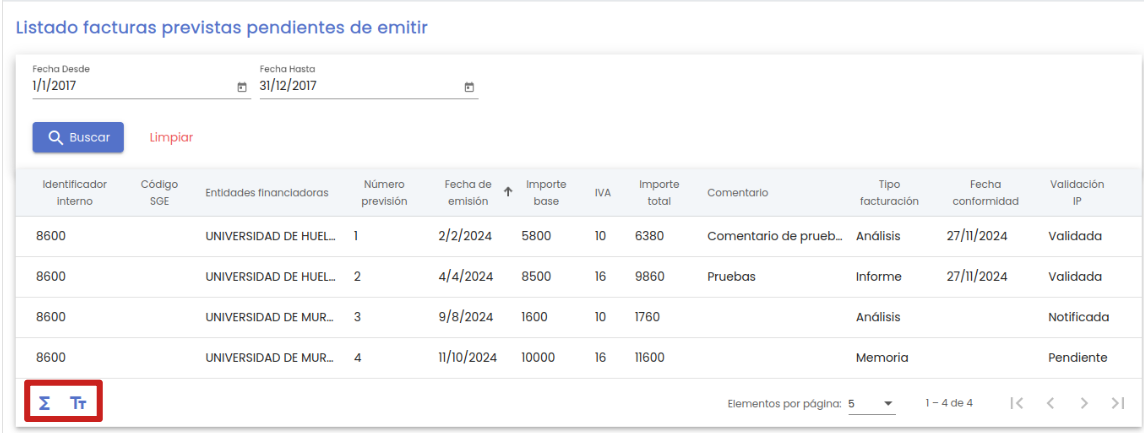 Listado facturas previstas pendientes de emitir
Fecha Desde Fecha Hasta
1/1/2017 31/12/2017
Buscar Limpiar
Identificador interno Código SGE Entidades financiadoras Número previsión Fecha de emisión Importe base IVA Importe total Comentario Tipo facturación Fecha conformidad Validación IP
8600 UNIVERSIDAD DE HUEL... 1 2/2/2024 5800 10 6380 Comentario de prueb... Análisis 27/11/2024 Validada
8600 UNIVERSIDAD DE HUEL... 2 4/4/2024 8500 16 9860 Pruebas Informe 27/11/2024 Validada
8600 UNIVERSIDAD DE MUR... 3 9/8/2024 1600 10 1760 Análisis Notificada
8600 UNIVERSIDAD DE MUR... 4 11/10/2024 10000 16 11600 Memoria Pendiente
Σ Tт Elementos por página: 5 1 – 4 de 4